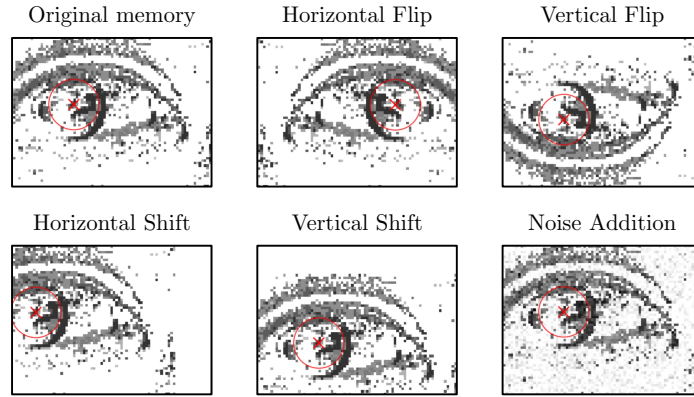 Original memory
Horizontal Flip
Vertical Flip
Horizontal Shift
Vertical Shift
Noise Addition